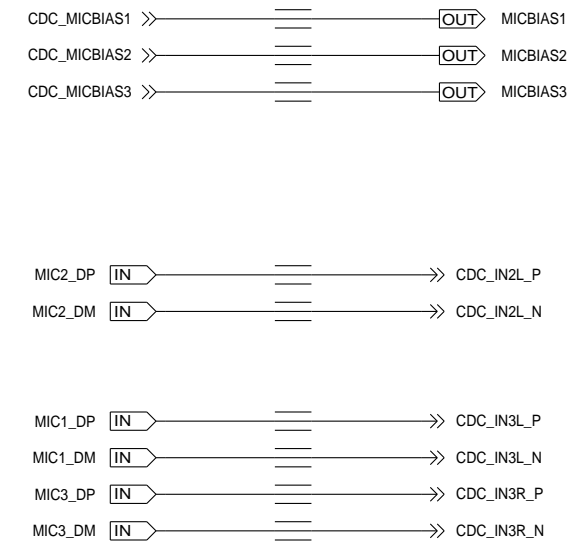 CDC_MICBIAS1 OUT MICBIAS1
CDC_MICBIAS2 OUT MICBIAS2
CDC_MICBIAS3 OUT MICBIAS3
MIC2_DP IN CDC_IN2L_P
MIC2_DM IN CDC_IN2L_N
MIC1_DP IN CDC_IN3L_P
MIC1_DM IN CDC_IN3L_N
MIC3_DP IN CDC_IN3R_P
MIC3_DM IN CDC_IN3R_N